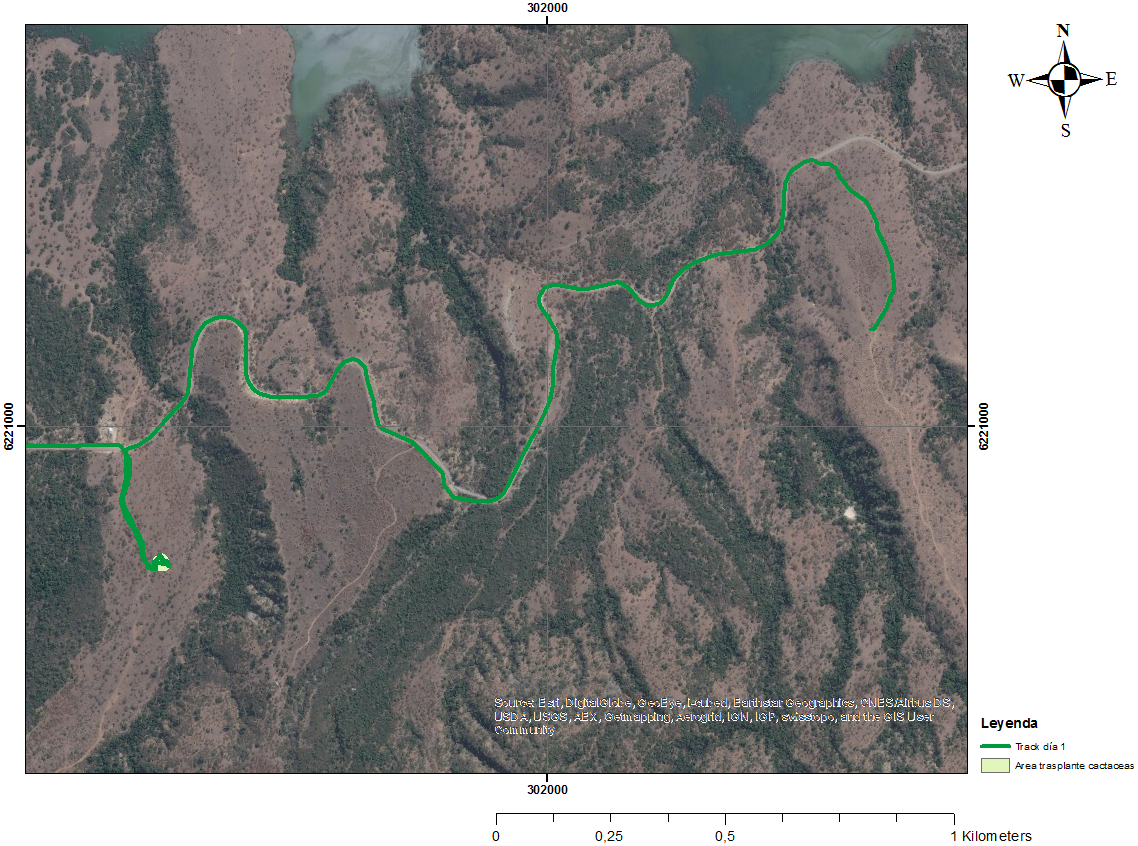 302000
N
W
E
S
6221000
6221000
Source: Esri, DigitalGlobe, GeoEye, i-cubed, Earthstar Geographics, CNES/Airbus DS,
USDA, USGS, AEX, Getmapping, Aerogrid, IGN, IGP, swisstopo, and the GIS User
Community
Leyenda
Track día 1
Area trasplante cactaceas
302000
0
0,25
0,5
1 Kilometers